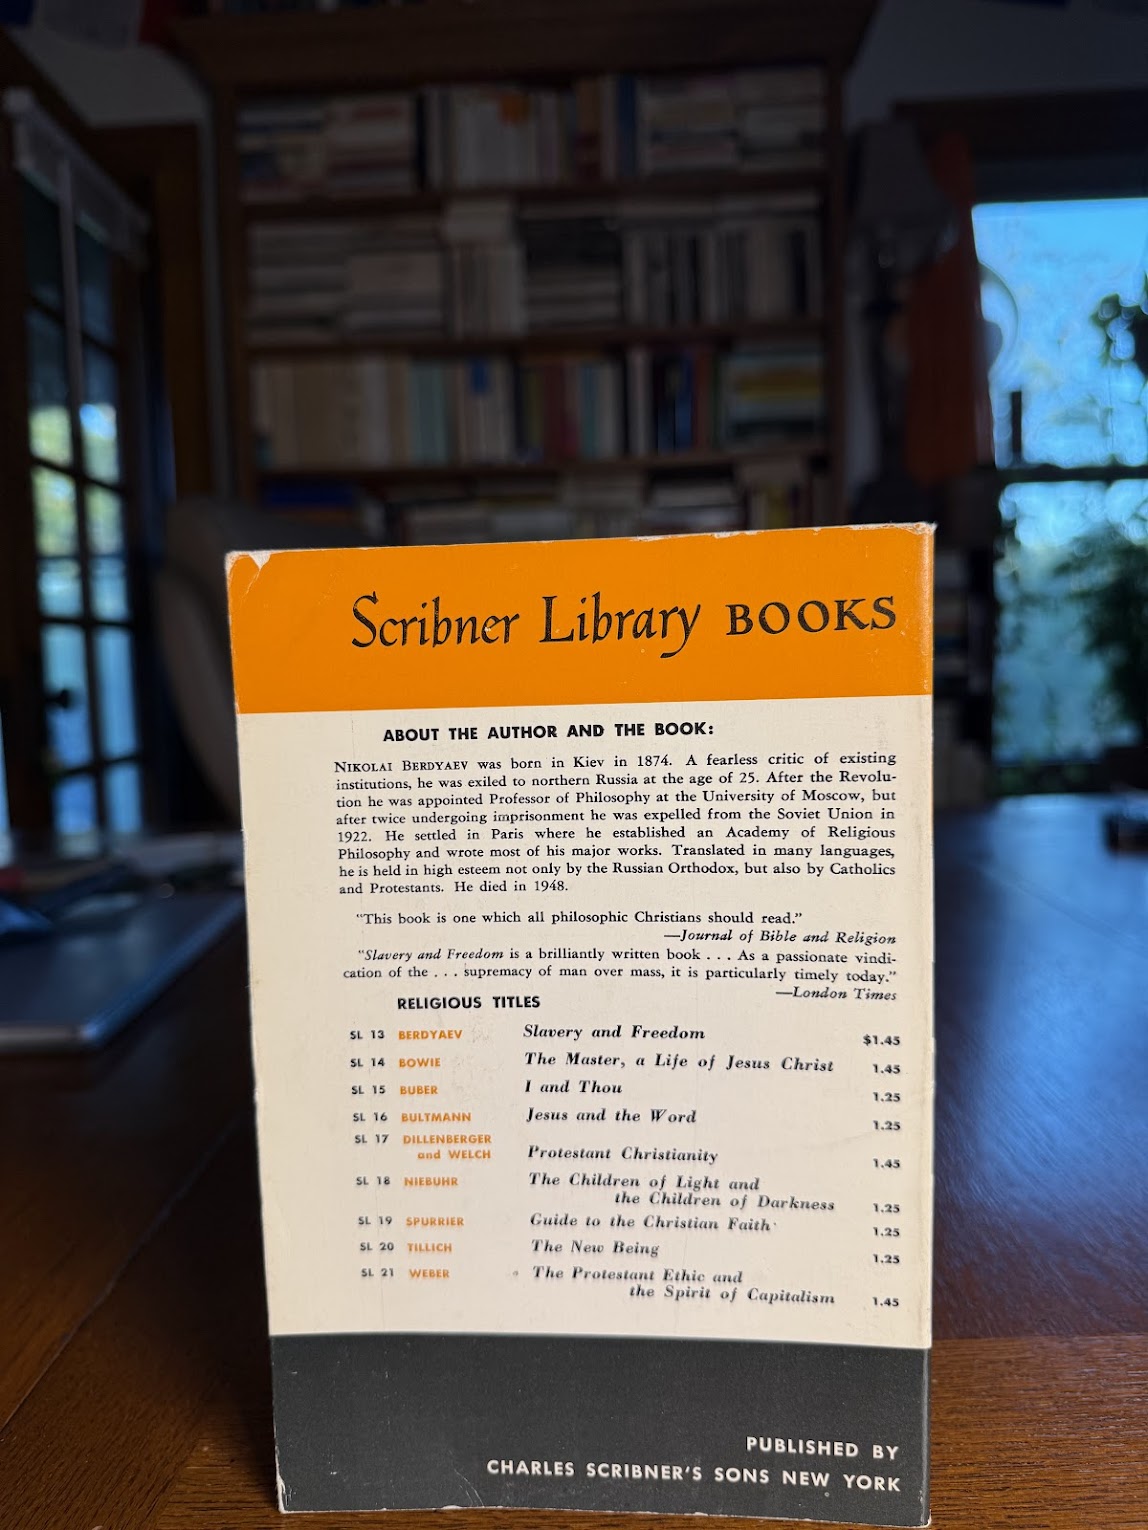 Scribner Library BOOKS
ABOUT THE AUTHOR AND THE BOOK:
NIKOLAI BERDYAEV was born in Kiev in 1874. A fearless critic of existing
institutions, he was exiled to northern Russia at the age of 25. After the Revolu-
tion he was appointed Professor of Philosophy at the University of Moscow, but
after twice undergoing imprisonment he was expelled from the Soviet Union in
1922. He settled in Paris where he established an Academy of Religious
Philosophy and wrote most of his major works. Translated in many languages,
he is held in high esteem not only by the Russian Orthodox, but also by Catholics
and Protestants. He died in 1948.
"This book is one which all philosophic Christians should read."
—Journal of Bible and Religion
"Slavery and Freedom is a brilliantly written book . . . As a passionate vindi-
cation of the . . . supremacy of man over mass, it is particularly timely today."
—London Times
RELIGIOUS TITLES
SL 13 BERDYAEV Slavery and Freedom $1.45
SL 14 BOWIE The Master, a Life of Jesus Christ 1.45
SL 15 BUBER I and Thou 1.25
SL 16 BULTMANN Jesus and the Word 1.25
SL 17 DILLENBERGER
and WELCH Protestant Christianity 1.45
SL 18 NIEBUHR The Children of Light and
the Children of Darkness 1.25
SL 19 SPURRIER Guide to the Christian Faith 1.25
SL 20 TILLICH The New Being 1.25
SL 21 WEBER The Protestant Ethic and
the Spirit of Capitalism 1.45
PUBLISHED BY
CHARLES SCRIBNER'S SONS NEW YORK